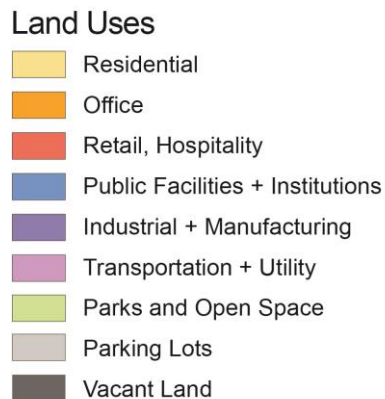 Land Uses
Residential
Office
Retail, Hospitality
Public Facilities + Institutions
Industrial + Manufacturing
Transportation + Utility
Parks and Open Space
Parking Lots
Vacant Land